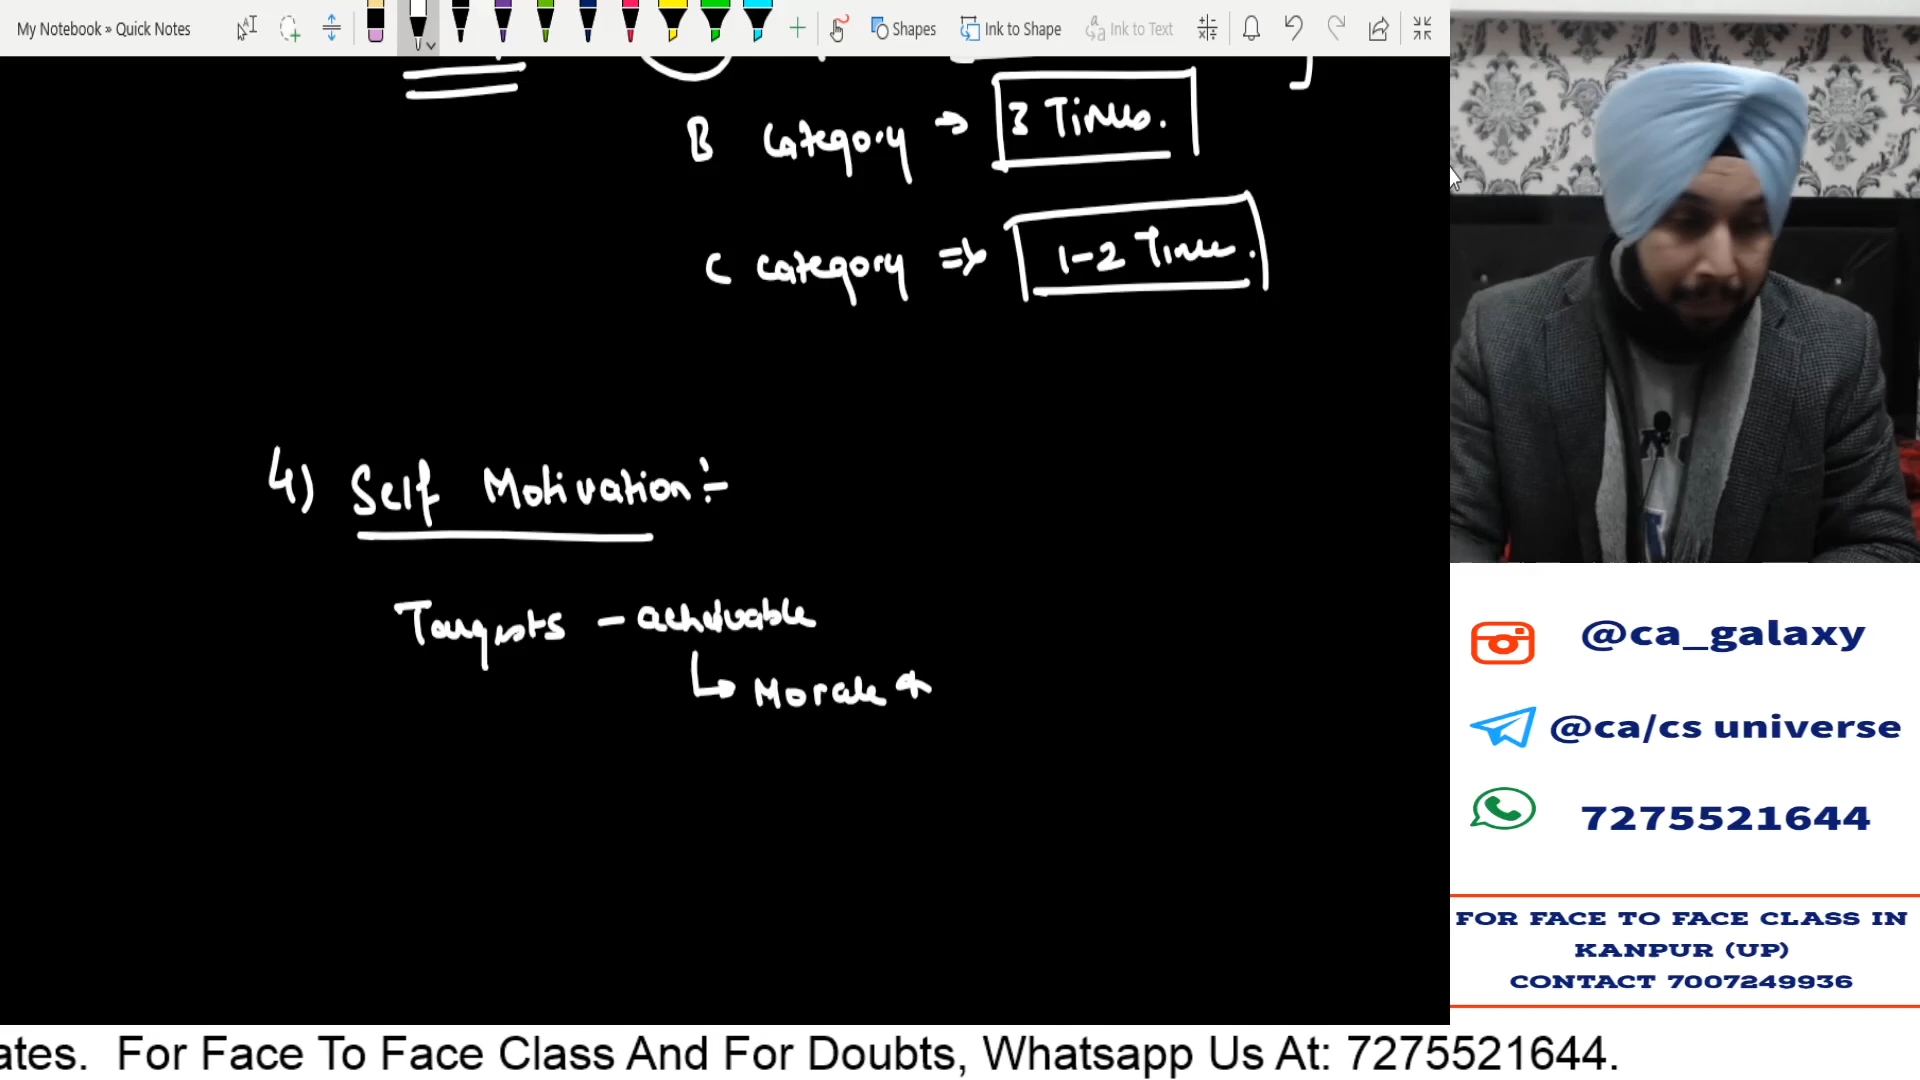 My Notebook » Quick Notes
Shapes
Ink to Shape
Ink to Text
B Category → 3 Times.
C Category ⇒ 1-2 Times.
4) Self Motivation:-
Targets - achievable
↳ Morale ↑
@ca_galaxy
@ca/cs universe
7275521644
FOR FACE TO FACE CLASS IN
KANPUR (UP)
CONTACT 7007249936
ates. For Face To Face Class And For Doubts, Whatsapp Us At: 7275521644.